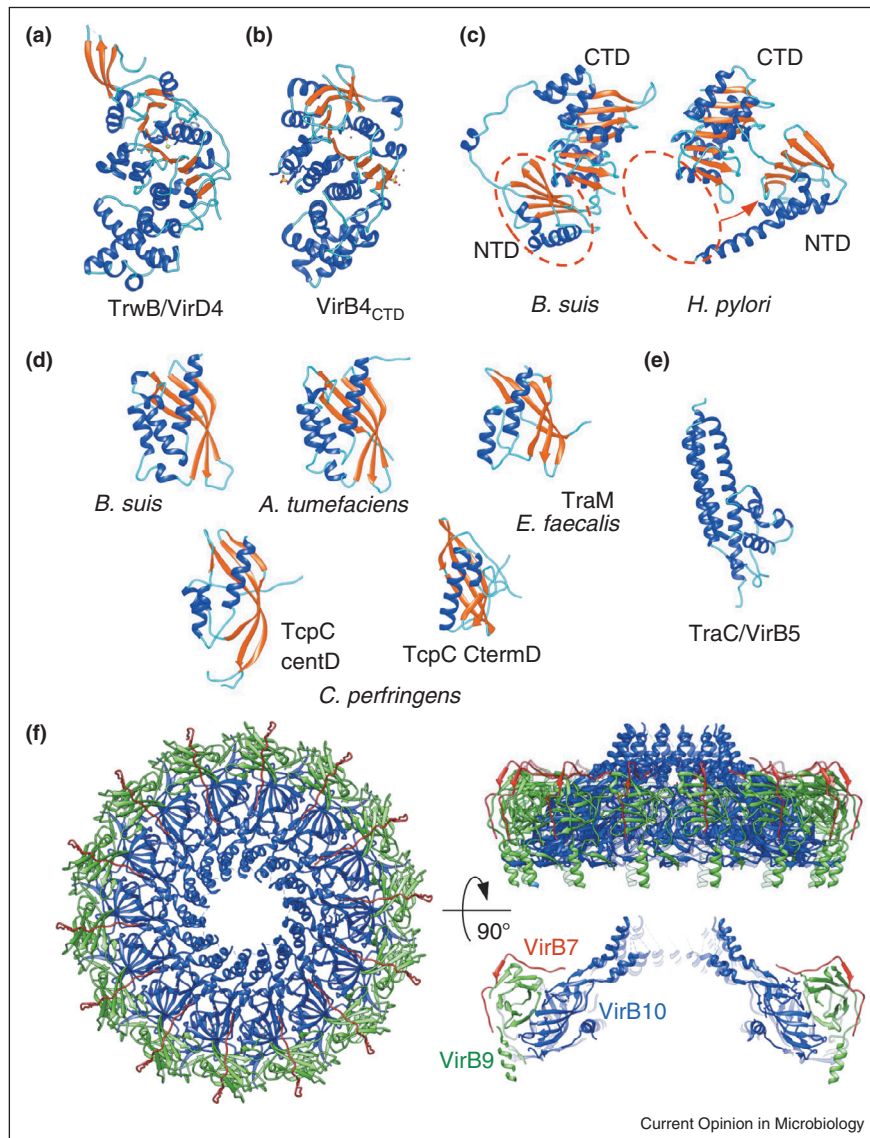 (a)
(b)
(c)
CTD
CTD
NTD
NTD
TrwB/VirD4
VirB4CTD
B. suis
H. pylori
(d)
(e)
B. suis
A. tumefaciens
TraM
E. faecalis
TcpC
centD
TcpC CtermD
C. perfringens
TraC/VirB5
(f)
90°
VirB7
VirB10
VirB9
Current Opinion in Microbiology